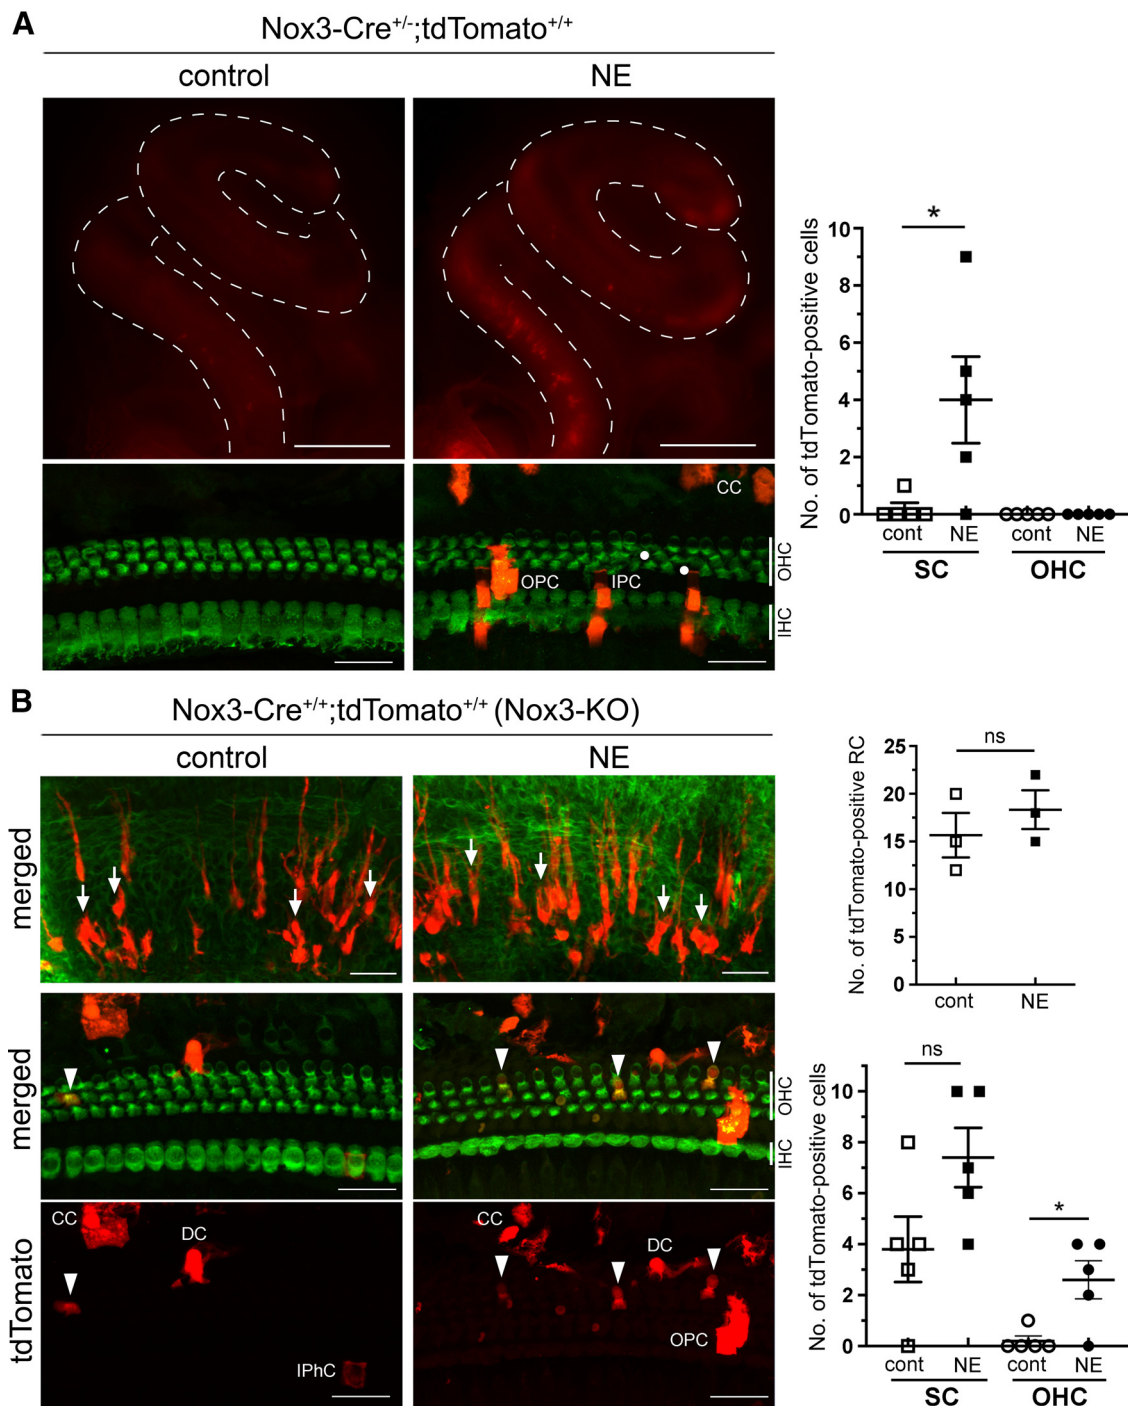 A
Nox3-Cre+/-;tdTomato+/+
control
NE
CC
OPC
IPC
OHC
IHC
No. of tdTomato-positive cells
10
8
6
4
2
0
*
cont
NE
cont
NE
SC
OHC
B
Nox3-Cre+/+;tdTomato+/+ (Nox3-KO)
control
NE
merged
No. of tdTomato-positive RC
25
20
15
10
5
0
ns
cont
NE
merged
OHC
IHC
tdTomato
CC
DC
IPhC
CC
DC
OPC
No. of tdTomato-positive cells
10
8
6
4
2
0
ns
*
cont
NE
cont
NE
SC
OHC